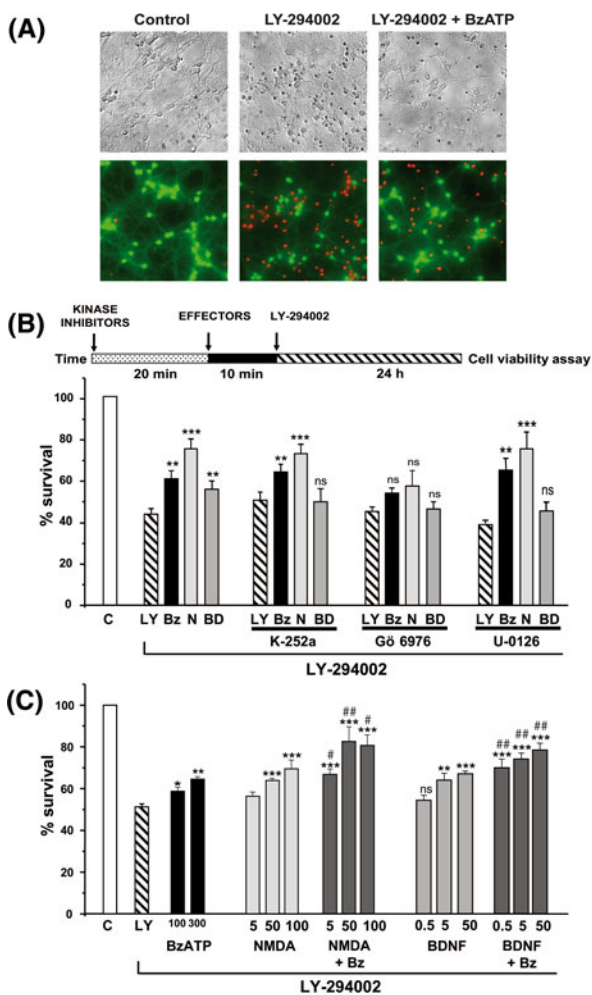 (A)
Control LY-294002 LY-294002 + BzATP
(B)
KINASE INHIBITORS
EFFECTORS LY-294002
Time Cell viability assay
20 min 10 min 24 h
% survival
100
80
60
40
20
0
** *** **
** *** ns
ns ns ns
** *** ns
C LY Bz N BD LY Bz N BD LY Bz N BD LY Bz N BD
K-252a Gö 6976 U-0126
LY-294002
(C)
% survival
100
80
60
40
20
0
* **
*** ***
# ## #
*** *** ***
ns ** ***
## ## ##
*** *** ***
C LY 100 300 5 50 100 5 50 100 0.5 5 50 0.5 5 50
BzATP NMDA NMDA + Bz BDNF BDNF + Bz
LY-294002